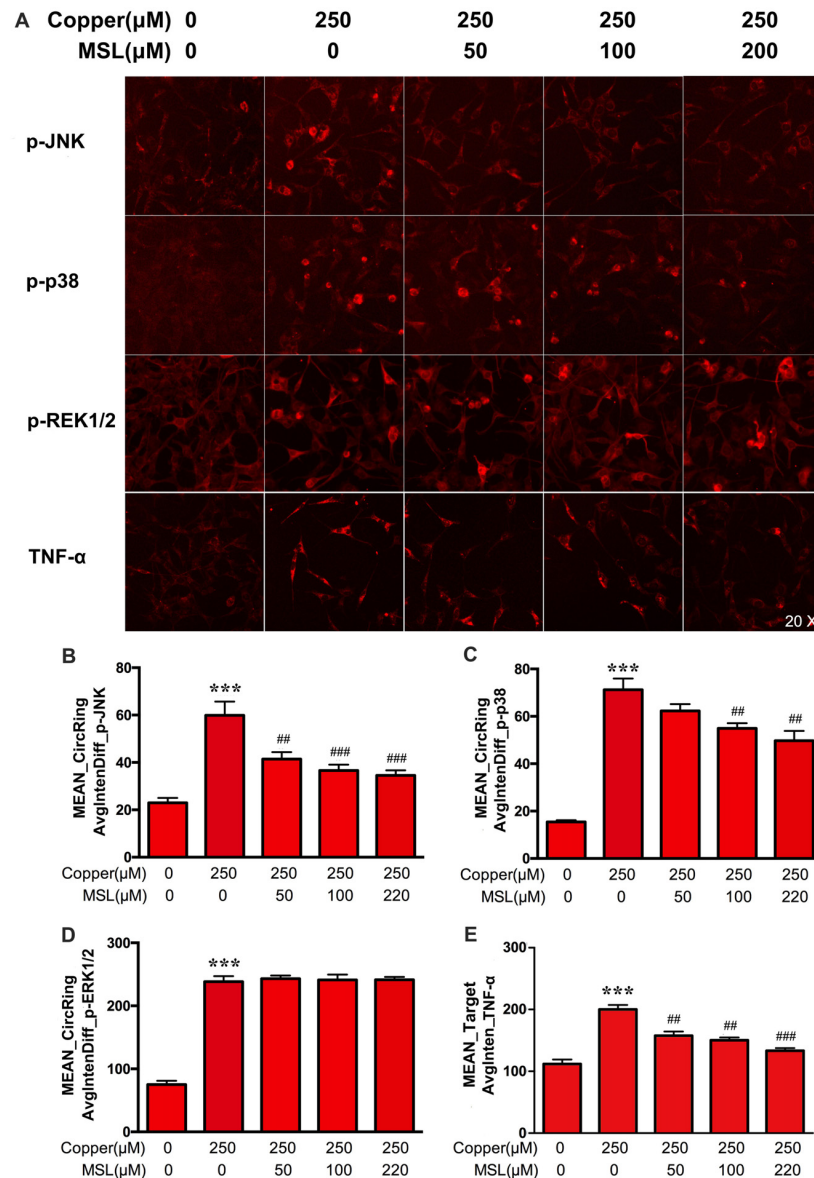 A Copper(µM) 0 250 250 250 250
MSL(µM) 0 0 50 100 200
p-JNK
p-p38
p-REK1/2
TNF-α
20 X
B
MEAN_CircRing
AvgIntenDiff_p-JNK
80
60
40
20
0
***
##
###
###
Copper(µM) 0 250 250 250 250
MSL(µM) 0 0 50 100 220
C
MEAN_CircRing
AvgIntenDiff_p-p38
80
60
40
20
0
***
##
##
Copper(µM) 0 250 250 250 250
MSL(µM) 0 0 50 100 220
D
MEAN_CircRing
AvgIntenDiff_p-ERK1/2
300
200
100
0
***
Copper(µM) 0 250 250 250 250
MSL(µM) 0 0 50 100 220
E
MEAN_Target
AvgInten_TNF-α
300
200
100
0
***
##
##
###
Copper(µM) 0 250 250 250 250
MSL(µM) 0 0 50 100 220